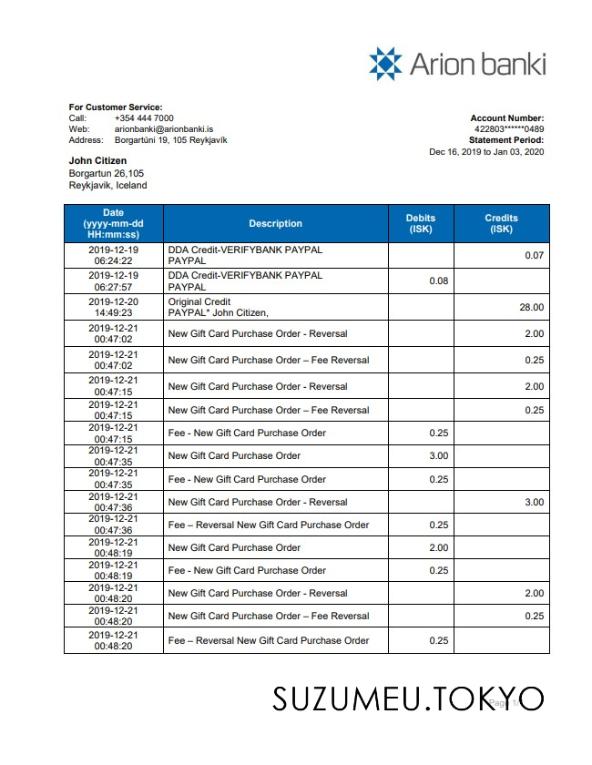 Arion banki
For Customer Service:
Call: +354 444 7000
Web: arionbanki@arionbanki.is
Address: Borgartúni 19, 105 Reykjavík
Account Number:
422803******0489
Statement Period:
Dec 16, 2019 to Jan 03, 2020
John Citizen
Borgartun 26,105
Reykjavik, Iceland
Date
(yyyy-mm-dd
HH:mm:ss)
Description
Debits
(ISK)
Credits
(ISK)
2019-12-19
06:24:22
DDA Credit-VERIFYBANK PAYPAL
PAYPAL
0.07
2019-12-19
06:27:57
DDA Credit-VERIFYBANK PAYPAL
PAYPAL
0.08
2019-12-20
14:49:23
Original Credit
PAYPAL* John Citizen,
28.00
2019-12-21
00:47:02
New Gift Card Purchase Order - Reversal
2.00
2019-12-21
00:47:02
New Gift Card Purchase Order – Fee Reversal
0.25
2019-12-21
00:47:15
New Gift Card Purchase Order - Reversal
2.00
2019-12-21
00:47:15
New Gift Card Purchase Order – Fee Reversal
0.25
2019-12-21
00:47:15
Fee - New Gift Card Purchase Order
0.25
2019-12-21
00:47:35
New Gift Card Purchase Order
3.00
2019-12-21
00:47:35
Fee - New Gift Card Purchase Order
0.25
2019-12-21
00:47:36
New Gift Card Purchase Order - Reversal
3.00
2019-12-21
00:47:36
Fee – Reversal New Gift Card Purchase Order
0.25
2019-12-21
00:48:19
New Gift Card Purchase Order
2.00
2019-12-21
00:48:19
Fee - New Gift Card Purchase Order
0.25
2019-12-21
00:48:20
New Gift Card Purchase Order - Reversal
2.00
2019-12-21
00:48:20
New Gift Card Purchase Order – Fee Reversal
0.25
2019-12-21
00:48:20
Fee – Reversal New Gift Card Purchase Order
0.25
SUZUMEU.TOKYO